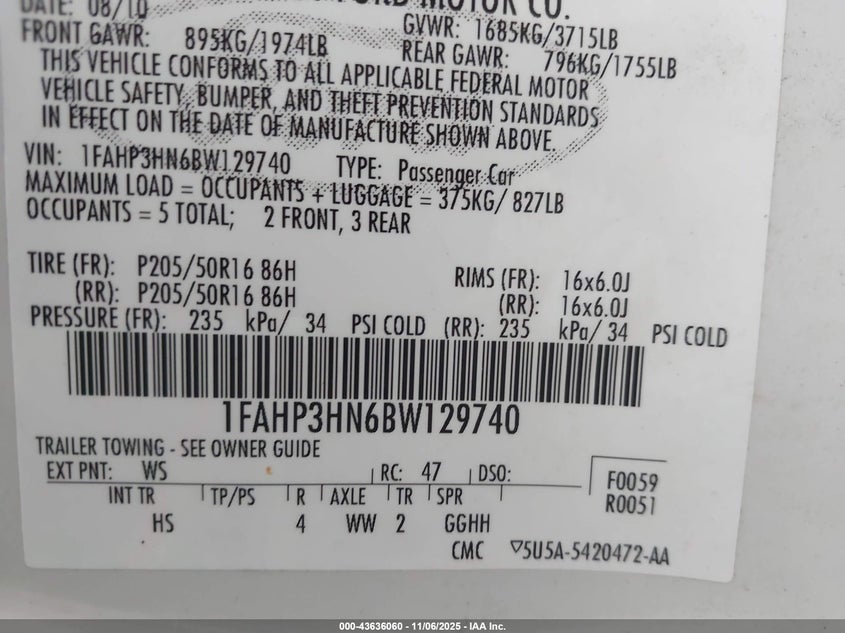 DATE: 08/10 FORD MOTOR CO.
FRONT GAWR: 895KG/1974LB GVWR: 1685KG/3715LB
REAR GAWR: 796KG/1755LB
THIS VEHICLE CONFORMS TO ALL APPLICABLE FEDERAL MOTOR
VEHICLE SAFETY, BUMPER, AND THEFT PREVENTION STANDARDS
IN EFFECT ON THE DATE OF MANUFACTURE SHOWN ABOVE.
VIN: 1FAHP3HN6BW129740 TYPE: Passenger Car
MAXIMUM LOAD = OCCUPANTS + LUGGAGE = 375KG/ 827LB
OCCUPANTS = 5 TOTAL; 2 FRONT, 3 REAR
TIRE (FR): P205/50R16 86H RIMS (FR): 16x6.0J
(RR): P205/50R16 86H (RR): 16x6.0J
PRESSURE (FR): 235 kPa/ 34 PSI COLD (RR): 235 kPa/ 34 PSI COLD
1FAHP3HN6BW129740
TRAILER TOWING - SEE OWNER GUIDE
EXT PNT: WS RC: 47 DSO: F0059
R0051
INT TR TP/PS R AXLE TR SPR
HS 4 WW 2 GGHH
CMC ▽5U5A-5420472-AA
000-43636060 - 11/06/2025 - IAA Inc.